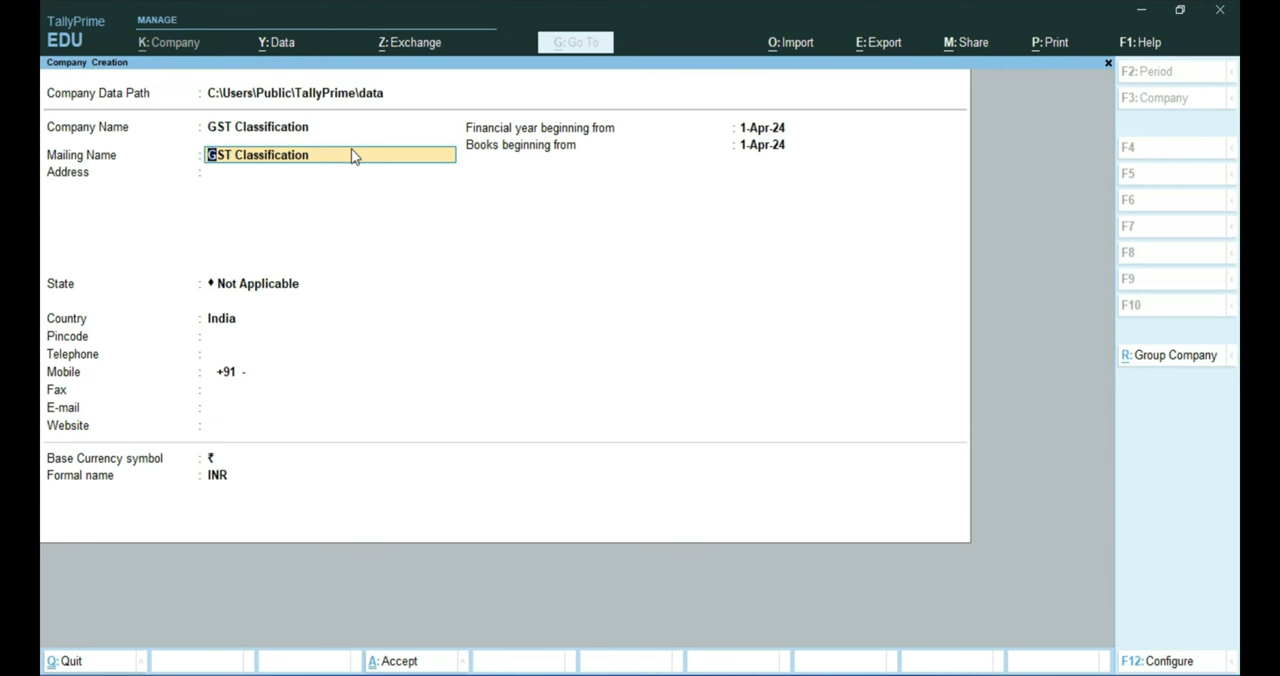 TallyPrime
EDU
MANAGE
K: Company
Y: Data
Z: Exchange
G: Go To
O: Import
E: Export
M: Share
P: Print
F1: Help
Company Creation
Company Data Path : C:\Users\Public\TallyPrime\data
Company Name : GST Classification
Mailing Name : GST Classification
Address :
Financial year beginning from : 1-Apr-24
Books beginning from : 1-Apr-24
State : ♦ Not Applicable
Country : India
Pincode :
Telephone :
Mobile : +91 -
Fax :
E-mail :
Website :
Base Currency symbol : ₹
Formal name : INR
F2: Period
F3: Company
F4
F5
F6
F7
F8
F9
F10
R: Group Company
Q: Quit
A: Accept
F12: Configure